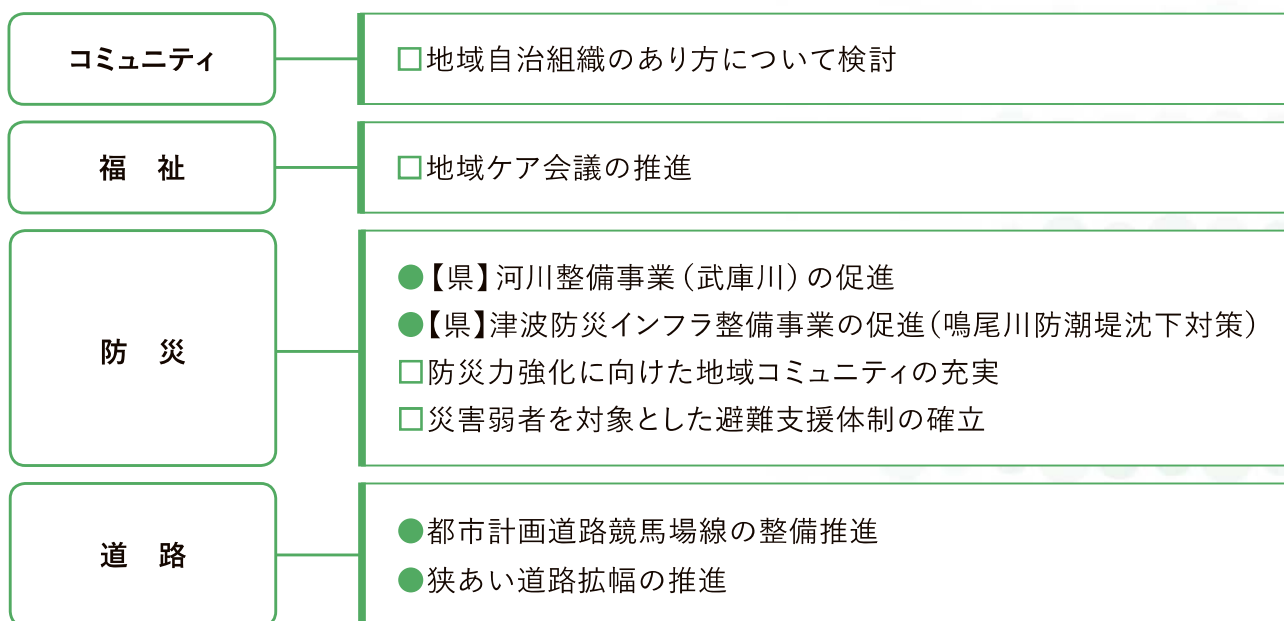 コミュニティ
□地域自治組織のあり方について検討
福　祉
□地域ケア会議の推進
防　災
●【県】河川整備事業(武庫川)の促進
●【県】津波防災インフラ整備事業の促進(鳴尾川防潮堤沈下対策)
□防災力強化に向けた地域コミュニティの充実
□災害弱者を対象とした避難支援体制の確立
道　路
●都市計画道路競馬場線の整備推進
●狭あい道路拡幅の推進